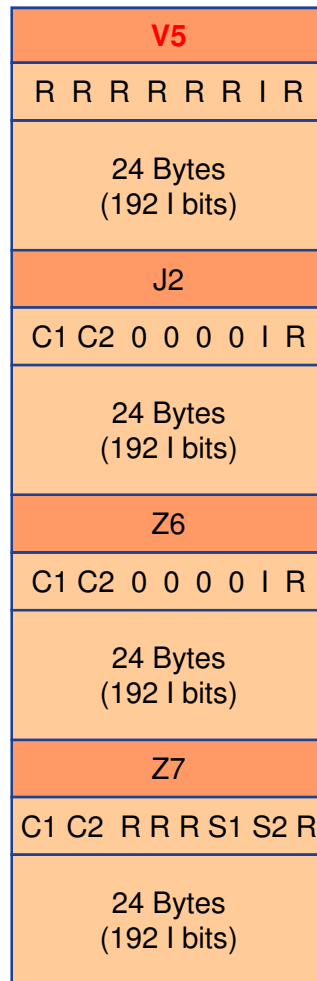 V5
R R R R R R I R
24 Bytes
(192 I bits)
J2
C1 C2 0 0 0 0 I R
24 Bytes
(192 I bits)
Z6
C1 C2 0 0 0 0 I R
24 Bytes
(192 I bits)
Z7
C1 C2 R R R S1 S2 R
24 Bytes
(192 I bits)